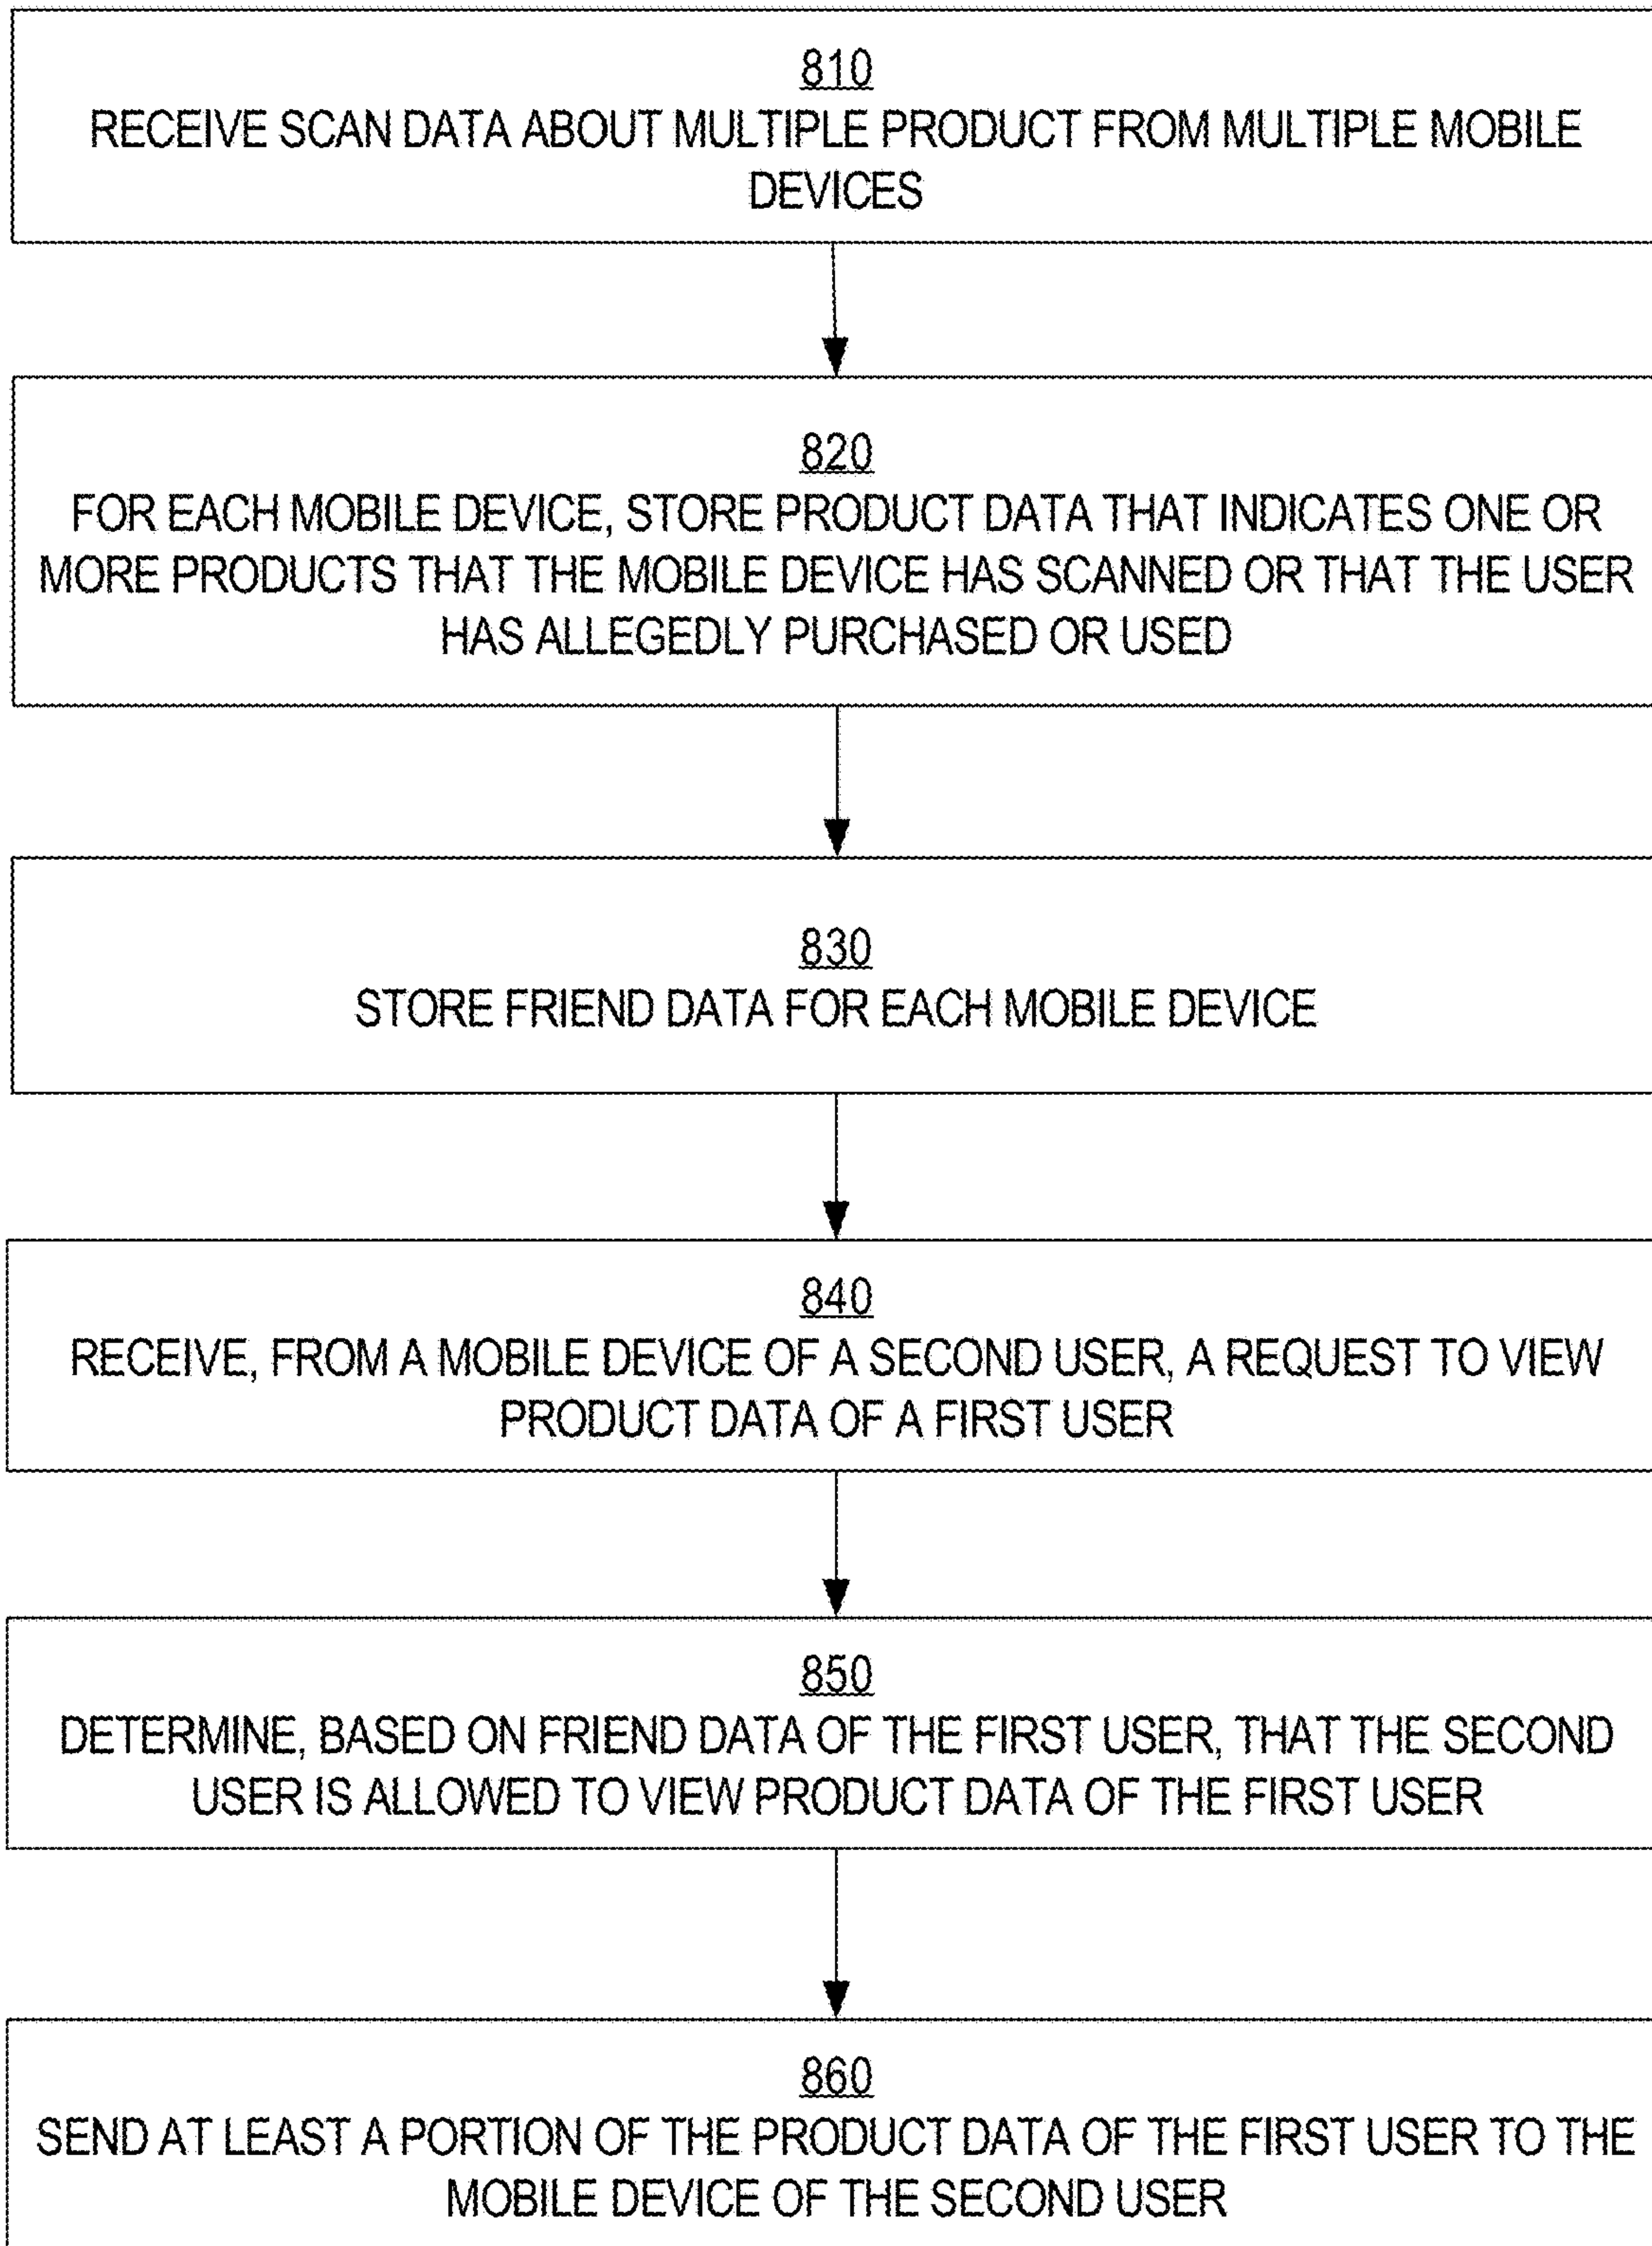 810
RECEIVE SCAN DATA ABOUT MULTIPLE PRODUCT FROM MULTIPLE MOBILE
DEVICES
820
FOR EACH MOBILE DEVICE, STORE PRODUCT DATA THAT INDICATES ONE OR
MORE PRODUCTS THAT THE MOBILE DEVICE HAS SCANNED OR THAT THE USER
HAS ALLEGEDLY PURCHASED OR USED
830
STORE FRIEND DATA FOR EACH MOBILE DEVICE
840
RECEIVE, FROM A MOBILE DEVICE OF A SECOND USER, A REQUEST TO VIEW
PRODUCT DATA OF A FIRST USER
850
DETERMINE, BASED ON FRIEND DATA OF THE FIRST USER, THAT THE SECOND
USER IS ALLOWED TO VIEW PRODUCT DATA OF THE FIRST USER
860
SEND AT LEAST A PORTION OF THE PRODUCT DATA OF THE FIRST USER TO THE
MOBILE DEVICE OF THE SECOND USER